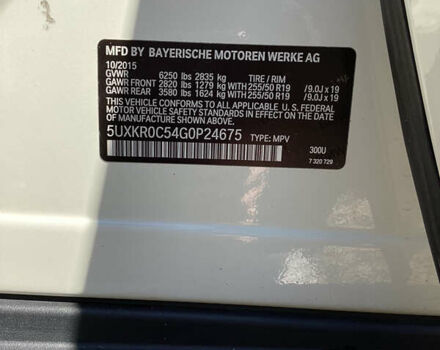 MFD BY BAYERISCHE MOTOREN WERKE AG
10/2015
GVWR 6250 lbs 2835 kg TIRE / RIM
GAWR FRONT 2820 lbs 1279 kg WITH 255/50 R19 /9.0J x 19
GAWR REAR 3580 lbs 1624 kg WITH 255/50 R19 /9.0J x 19
THIS VEHICLE CONFORMS TO ALL APPLICABLE U.S. FEDERAL
MOTOR VEHICLE SAFETY STANDARDS IN EFFECT ON THE DATE
OF MANUFACTURE SHOWN ABOVE.
5UXKR0C54G0P24675 TYPE: MPV
300U
7 320 729